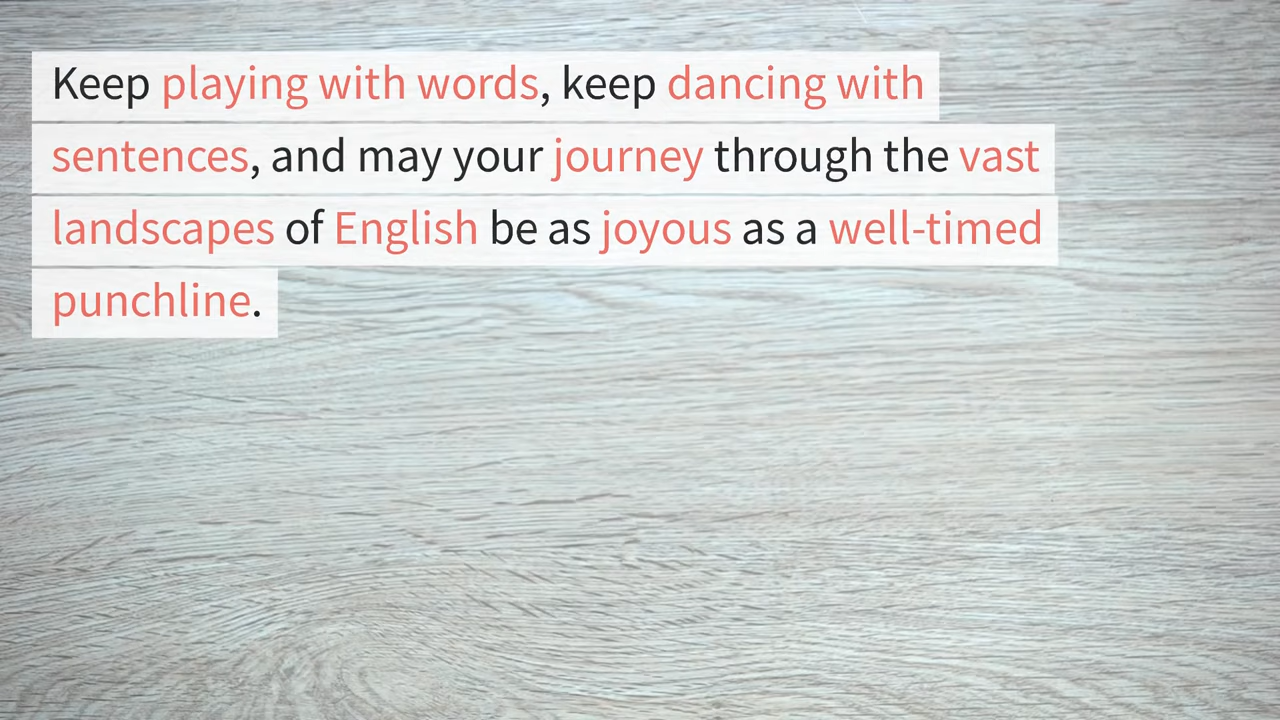 Keep playing with words, keep dancing with
sentences, and may your journey through the vast
landscapes of English be as joyous as a well-timed
punchline.